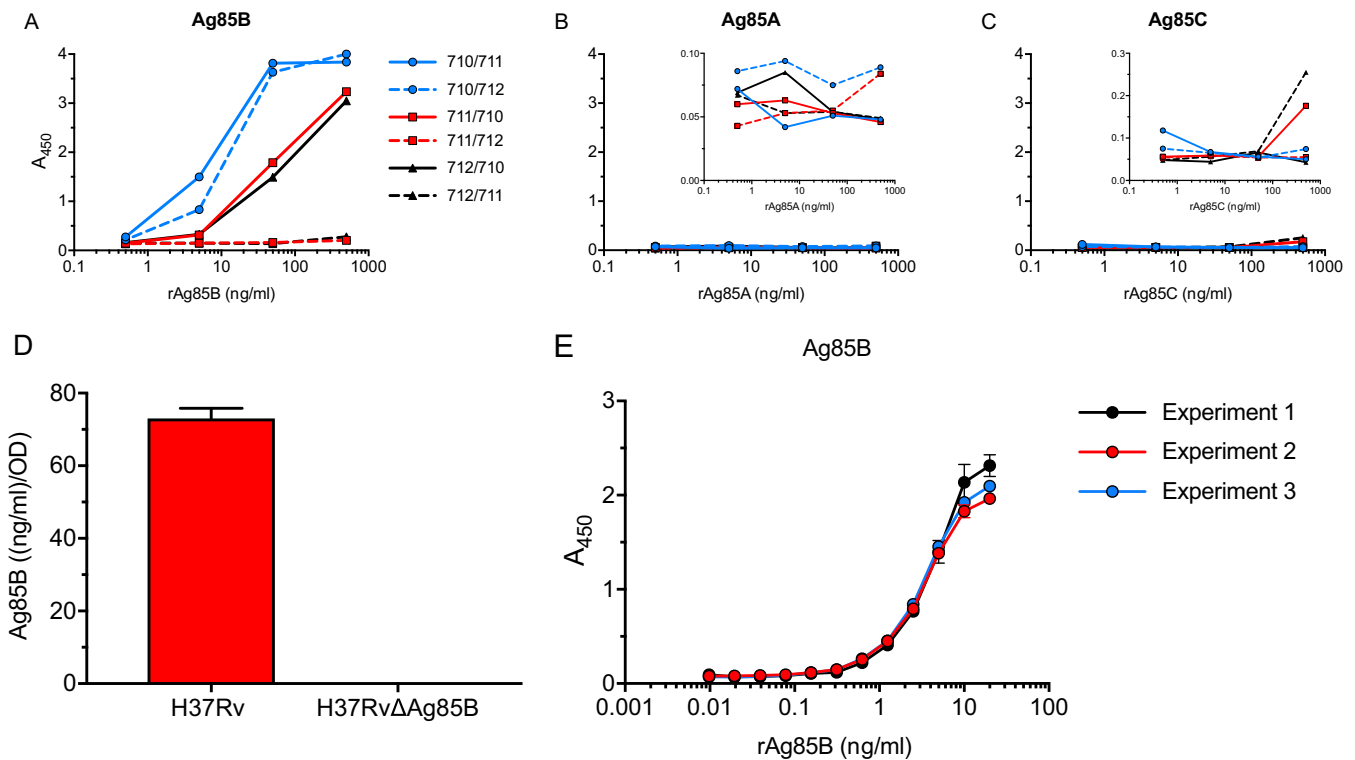 A
Ag85B
4
3
2
1
0
A450
0.1
1
10
100
1000
rAg85B (ng/ml)
710/711
710/712
711/710
711/712
712/710
712/711
B
Ag85A
4
3
2
1
0
0.1
1
10
100
1000
rAg85A (ng/ml)
0.10
0.05
0.00
0.1
1
10
100
1000
rAg85A (ng/ml)
C
Ag85C
4
3
2
1
0
0.1
1
10
100
1000
rAg85C (ng/ml)
0.3
0.2
0.1
0.0
0.1
1
10
100
1000
rAg85C (ng/ml)
D
80
60
40
20
0
Ag85B ((ng/ml)/OD)
H37Rv
H37RvΔAg85B
E
Ag85B
3
2
1
0
A450
0.001
0.01
0.1
1
10
100
rAg85B (ng/ml)
Experiment 1
Experiment 2
Experiment 3